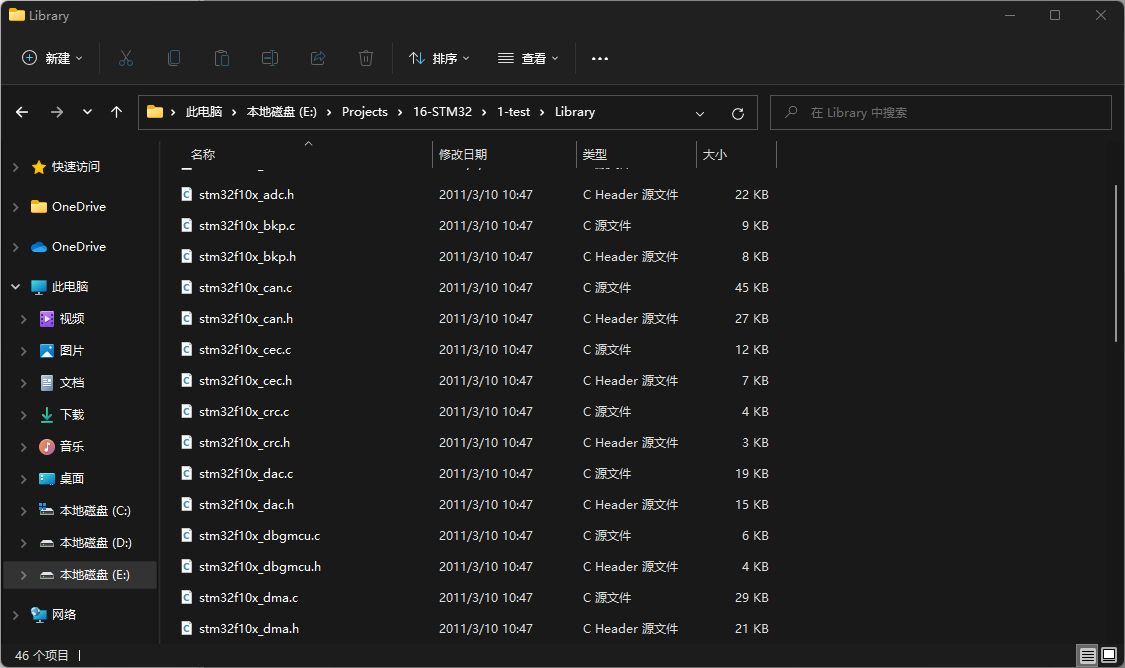 Library
新建
排序
查看
此电脑
本地磁盘 (E:)
Projects
16-STM32
1-test
Library
在 Library 中搜索
名称 修改日期 类型 大小
stm32f10x_adc.h 2011/3/10 10:47 C Header 源文件 22 KB
stm32f10x_bkp.c 2011/3/10 10:47 C 源文件 9 KB
stm32f10x_bkp.h 2011/3/10 10:47 C Header 源文件 8 KB
stm32f10x_can.c 2011/3/10 10:47 C 源文件 45 KB
stm32f10x_can.h 2011/3/10 10:47 C Header 源文件 27 KB
stm32f10x_cec.c 2011/3/10 10:47 C 源文件 12 KB
stm32f10x_cec.h 2011/3/10 10:47 C Header 源文件 7 KB
stm32f10x_crc.c 2011/3/10 10:47 C 源文件 4 KB
stm32f10x_crc.h 2011/3/10 10:47 C Header 源文件 3 KB
stm32f10x_dac.c 2011/3/10 10:47 C 源文件 19 KB
stm32f10x_dac.h 2011/3/10 10:47 C Header 源文件 15 KB
stm32f10x_dbgmcu.c 2011/3/10 10:47 C 源文件 6 KB
stm32f10x_dbgmcu.h 2011/3/10 10:47 C Header 源文件 4 KB
stm32f10x_dma.c 2011/3/10 10:47 C 源文件 29 KB
stm32f10x_dma.h 2011/3/10 10:47 C Header 源文件 21 KB
快速访问
OneDrive
OneDrive
此电脑
视频
图片
文档
下载
音乐
桌面
本地磁盘 (C:)
本地磁盘 (D:)
本地磁盘 (E:)
网络
46 个项目